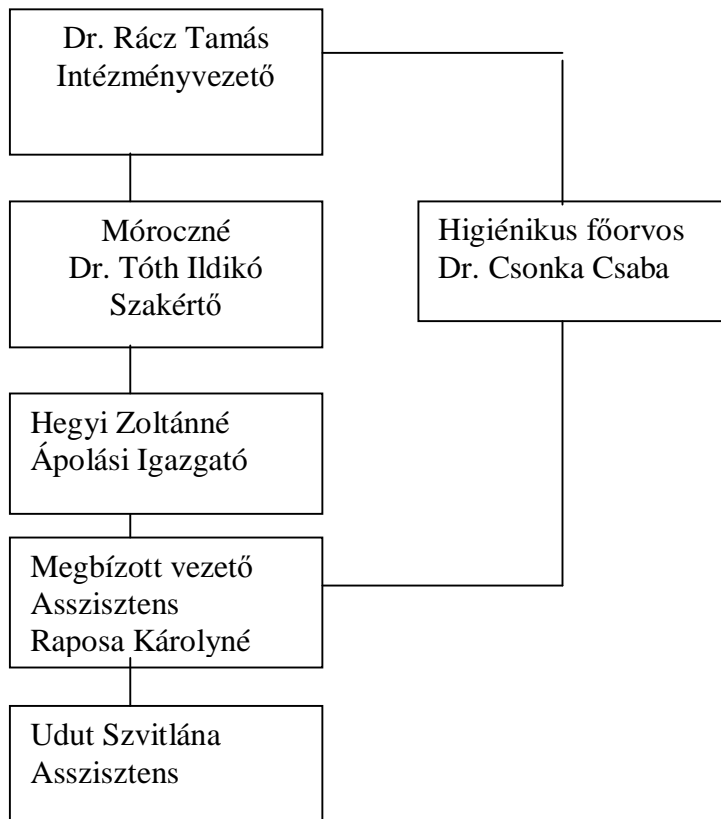 Dr. Rácz Tamás
Intézményvezető
Móroczné
Dr. Tóth Ildikó
Szakértő
Higiénikus főorvos
Dr. Csonka Csaba
Hegyi Zoltánné
Ápolási Igazgató
Megbízott vezető
Asszisztens
Raposa Károlyné
Udut Szvitlána
Asszisztens